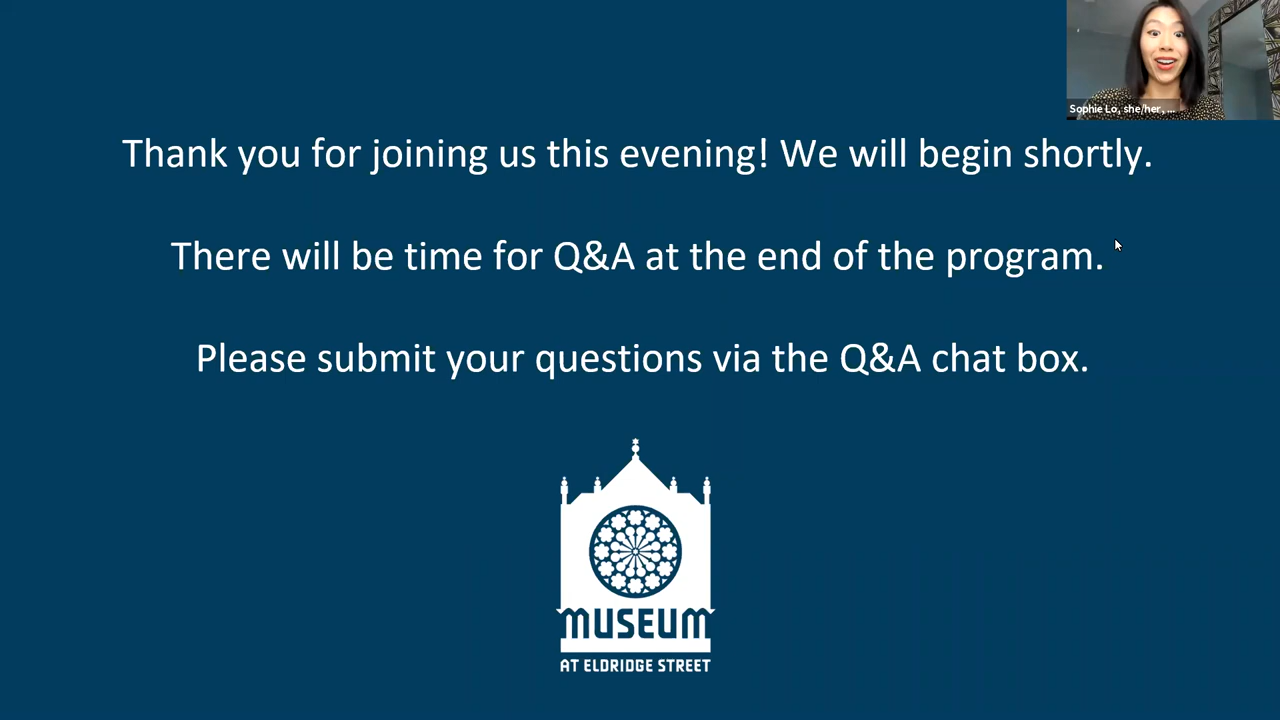 Sophie Lo, she/her, ...
Thank you for joining us this evening! We will begin shortly.
There will be time for Q&A at the end of the program.
Please submit your questions via the Q&A chat box.
MUSEUM
AT ELDRIDGE STREET